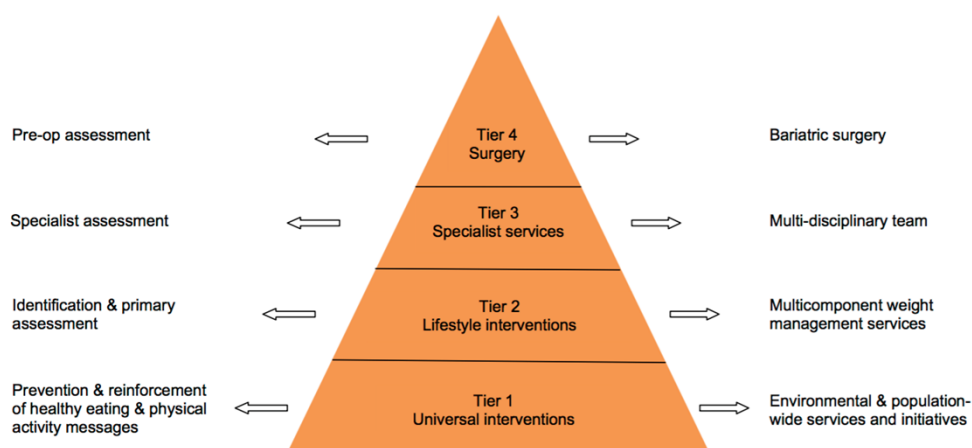 Pre-op assessment
Tier 4
Surgery
Bariatric surgery
Specialist assessment
Tier 3
Specialist services
Multi-disciplinary team
Identification & primary
assessment
Tier 2
Lifestyle interventions
Multicomponent weight
management services
Prevention & reinforcement
of healthy eating & physical
activity messages
Tier 1
Universal interventions
Environmental & population-
wide services and initiatives